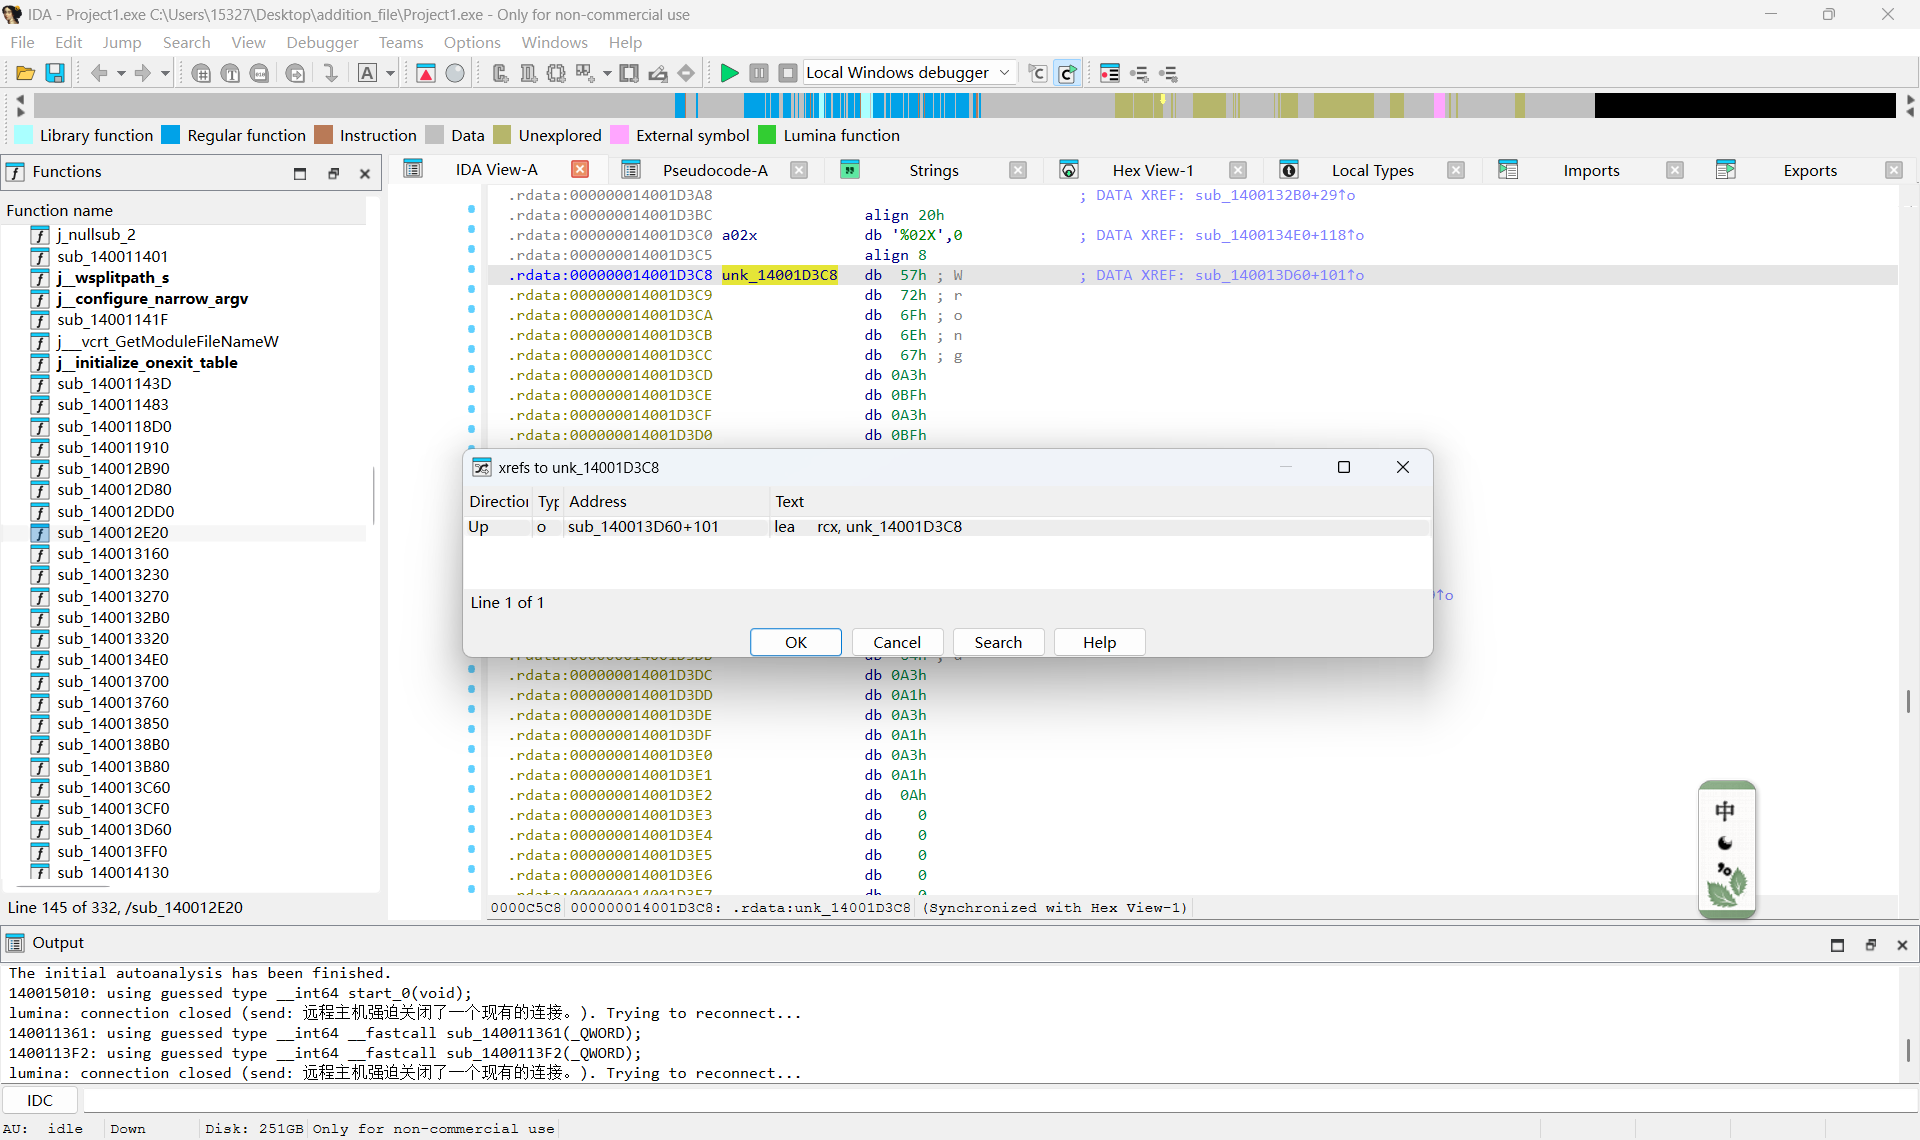 IDA - Project1.exe C:\Users\15327\Desktop\addition_file\Project1.exe - Only for non-commercial use
File Edit Jump Search View Debugger Teams Options Windows Help
Local Windows debugger
Library function Regular function Instruction Data Unexplored External symbol Lumina function
Functions
IDA View-A Pseudocode-A Strings Hex View-1 Local Types Imports Exports
Function name
j_nullsub_2
sub_140011401
j__wsplitpath_s
j__configure_narrow_argv
sub_14001141F
j___vcrt_GetModuleFileNameW
j__initialize_onexit_table
sub_14001143D
sub_140011483
sub_1400118D0
sub_140011910
sub_140012B90
sub_140012D80
sub_140012DD0
sub_140012E20
sub_140013160
sub_140013230
sub_140013270
sub_1400132B0
sub_140013320
sub_1400134E0
sub_140013700
sub_140013760
sub_140013850
sub_1400138B0
sub_140013B80
sub_140013C60
sub_140013CF0
sub_140013D60
sub_140013FF0
sub_140014130
Line 145 of 332, /sub_140012E20
.rdata:000000014001D3A8 ; DATA XREF: sub_1400132B0+29↑o
.rdata:000000014001D3BC align 20h
.rdata:000000014001D3C0 a02x db '%02X',0 ; DATA XREF: sub_1400134E0+118↑o
.rdata:000000014001D3C5 align 8
.rdata:000000014001D3C8 unk_14001D3C8 db 57h ; W ; DATA XREF: sub_140013D60+101↑o
.rdata:000000014001D3C9 db 72h ; r
.rdata:000000014001D3CA db 6Fh ; o
.rdata:000000014001D3CB db 6Eh ; n
.rdata:000000014001D3CC db 67h ; g
.rdata:000000014001D3CD db 0A3h
.rdata:000000014001D3CE db 0BFh
.rdata:000000014001D3CF db 0A3h
.rdata:000000014001D3D0 db 0BFh
xrefs to unk_14001D3C8
Direction Typ Address Text
Up o sub_140013D60+101 lea rcx, unk_14001D3C8
Line 1 of 1
OK Cancel Search Help
↑o
.rdata:000000014001D3DC db 0A3h
.rdata:000000014001D3DD db 0A1h
.rdata:000000014001D3DE db 0A3h
.rdata:000000014001D3DF db 0A1h
.rdata:000000014001D3E0 db 0A3h
.rdata:000000014001D3E1 db 0A1h
.rdata:000000014001D3E2 db 0Ah
.rdata:000000014001D3E3 db 0
.rdata:000000014001D3E4 db 0
.rdata:000000014001D3E5 db 0
.rdata:000000014001D3E6 db 0
.rdata:000000014001D3E7 db 0
0000C5C8 000000014001D3C8: .rdata:unk_14001D3C8 (Synchronized with Hex View-1)
中
Output
The initial autoanalysis has been finished.
140015010: using guessed type __int64 start_0(void);
lumina: connection closed (send: 远程主机强迫关闭了一个现有的连接。). Trying to reconnect...
140011361: using guessed type __int64 __fastcall sub_140011361(_QWORD);
1400113F2: using guessed type __int64 __fastcall sub_1400113F2(_QWORD);
lumina: connection closed (send: 远程主机强迫关闭了一个现有的连接。). Trying to reconnect...
IDC
AU: idle Down Disk: 251GB Only for non-commercial use